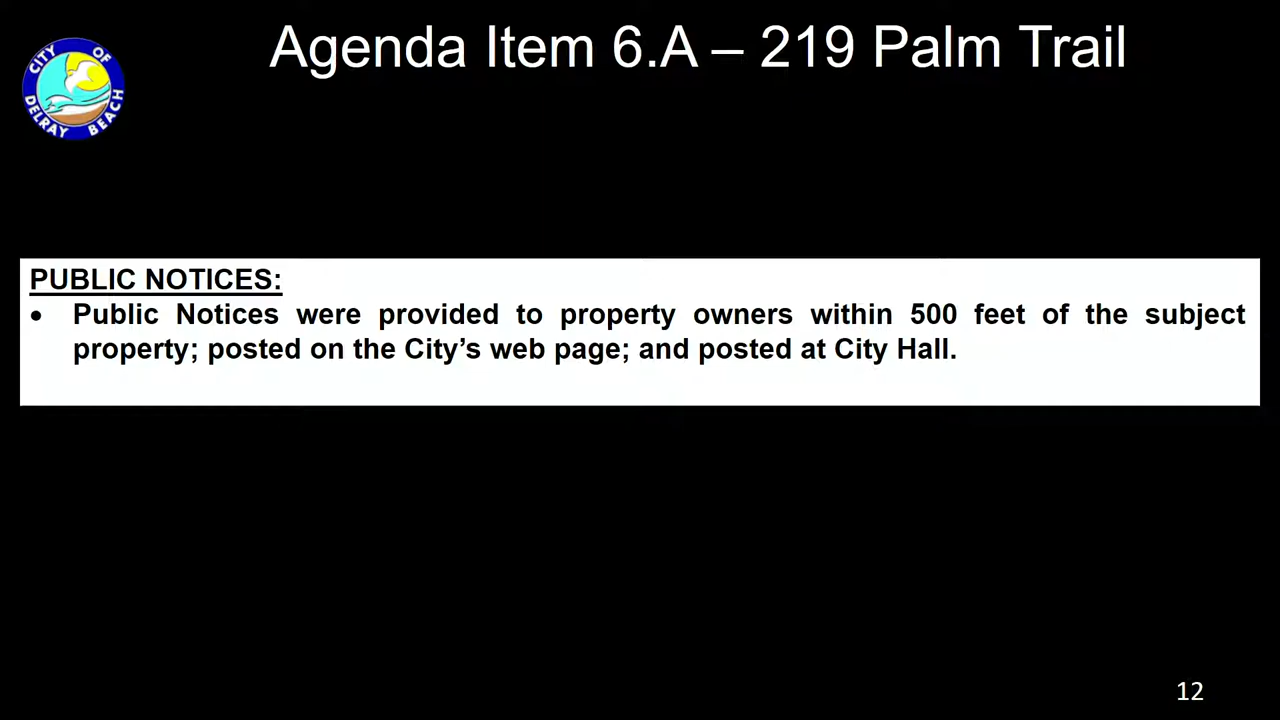 CITY OF
DELRAY BEACH
Agenda Item 6.A – 219 Palm Trail
PUBLIC NOTICES:
• Public Notices were provided to property owners within 500 feet of the subject
property; posted on the City’s web page; and posted at City Hall.
12